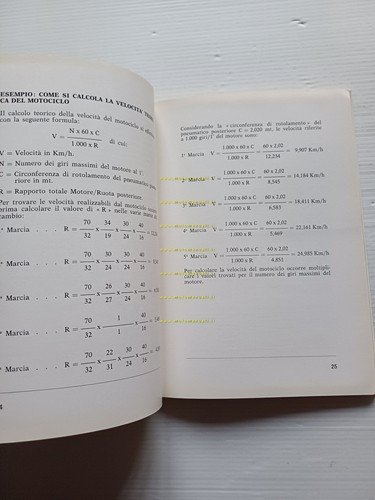 ESEMPIO: COME SI CALCOLA LA VELOCITA'
CA DEL MOTOCICLO
Il calcolo teorico della velocità del motociclo si
con la seguente formula:
V = N x 60 x C / 1.000 x R di cui:
V = Velocità in Km/h.
N = Numero dei giri massimi del motore al 1'.
C = Circonferenza di rotolamento del pneumatico
riore in mt.
R = Rapporto totale Motore/Ruota posteriore.
Per trovare le velocità realizzabili dal motociclo
prima calcolare il valore di « R » nelle varie marce
cambio:
Marcia . . . R = 70/32 x 34/19 x 30/24 x 40/16
Marcia . . . R = 70/32 x 30/24 x 30/24 x 40/16
Marcia . . . R = 70/32 x 26/27 x 30/24 x 40/16
Marcia . . . R = 70/32 x 1/1 x 40/16
Marcia . . . R = 70/32 x 22/31 x 30/24 x 40/16
4
Considerando la « circonferenza di rotolamento » del
pneumatico posteriore C = 2,020 mt. le velocità riferite
a 1.000 giri/1' del motore sono:
1ª Marcia V = 1.000 x 60 x C / 1.000 x R = 60 x 2,02 / 12,234 = 9,907 Km/h
2ª Marcia V = 1.000 x 60 x C / 1.000 x R = 60 x 2,02 / 8,545 = 14,184 Km/h
3ª Marcia V = 1.000 x 60 x C / 1.000 x R = 60 x 2,02 / 6,583 = 18,411 Km/h
4ª Marcia V = 1.000 x 60 x C / 1.000 x R = 60 x 2,02 / 5,469 = 22,161 Km/h
5ª Marcia V = 1.000 x 60 x C / 1.000 x R = 60 x 2,02 / 4,851 = 24,985 Km/h
Per calcolare la velocità del motociclo occorre moltipli-
care i valori trovati per il numero dei giri massimi del
motore.
25